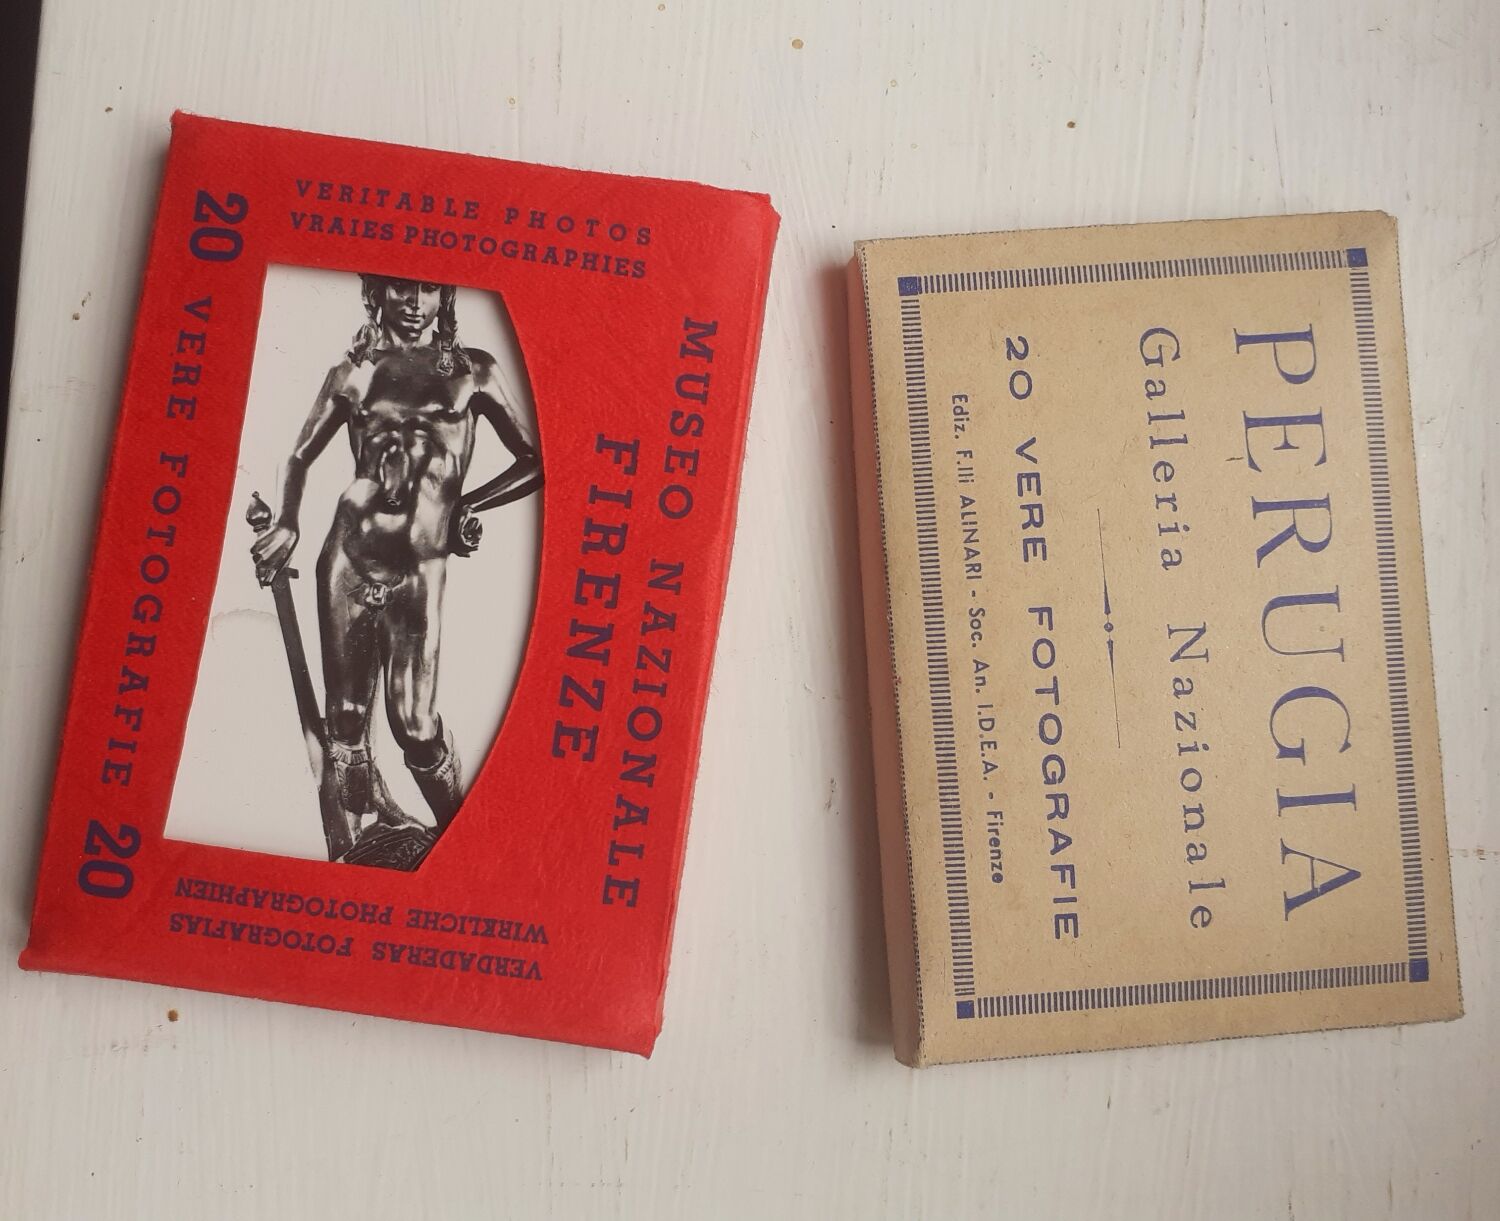 VERITABLE PHOTOS
VRAIES PHOTOGRAPHIES
MUSEO NAZIONALE
FIRENZE
20 VERE FOTOGRAFIE 20
VERDADERAS FOTOGRAFIAS
WIRKLICHE PHOTOGRAPHIEN
PERUGIA
Galleria Nazionale
20 VERE FOTOGRAFIE
Ediz. F.lli ALINARI - Soc. An. I.D.E.A. - Firenze